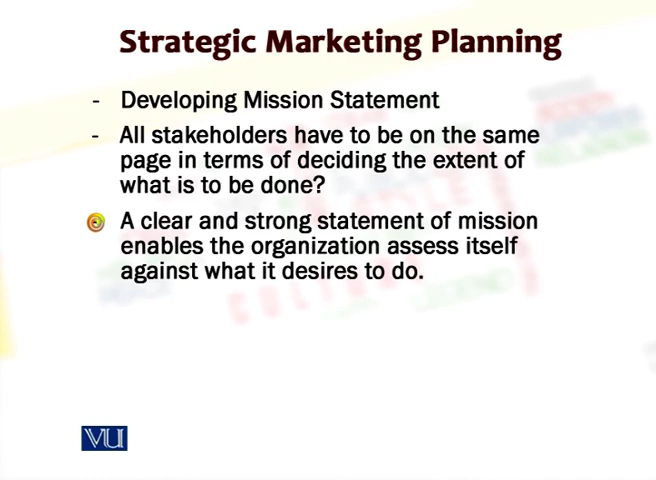 Strategic Marketing Planning
- Developing Mission Statement
- All stakeholders have to be on the same
page in terms of deciding the extent of
what is to be done?
A clear and strong statement of mission
enables the organization assess itself
against what it desires to do.
VU